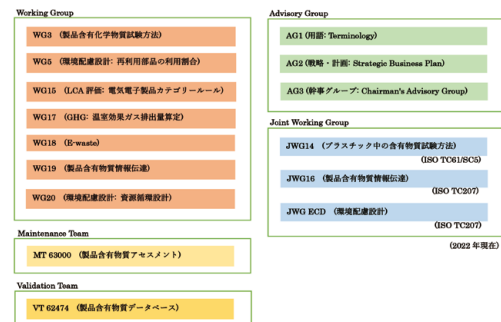 Working Group
WG3 (製品含有化学物質試験方法)
WG5 (環境配慮設計: 再利用部品の利用割合)
WG15 (LCA 評価: 電気電子製品カテゴリールール)
WG17 (GHG: 温室効果ガス排出量算定)
WG18 (E-waste)
WG19 (製品含有物質情報伝達)
WG20 (環境配慮設計: 資源循環設計)
Maintenance Team
MT 63000 (製品含有物質アセスメント)
Validation Team
VT 62474 (製品含有物質データベース)
Advisory Group
AG1 (用語: Terminology)
AG2 (戦略・計画: Strategic Business Plan)
AG3 (幹事グループ: Chairman's Advisory Group)
Joint Working Group
JWG14 (プラスチック中の含有物質試験方法)
(ISO TC61/SC5)
JWG16 (製品含有物質情報伝達)
(ISO TC207)
JWG ECD (環境配慮設計)
(ISO TC207)
(2022 年現在)